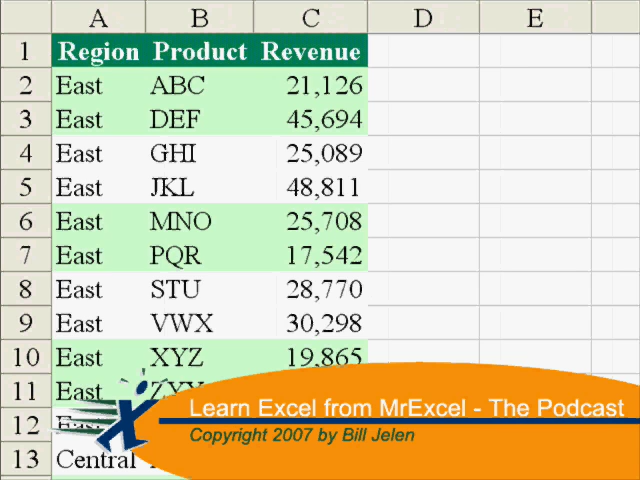 A B C D E
1 Region Product Revenue
2 East ABC 21,126
3 East DEF 45,694
4 East GHI 25,089
5 East JKL 48,811
6 East MNO 25,708
7 East PQR 17,542
8 East STU 28,770
9 East VWX 30,298
10 East XYZ 19,865
11 East
12 East
13 Central
Learn Excel from MrExcel - The Podcast
Copyright 2007 by Bill Jelen